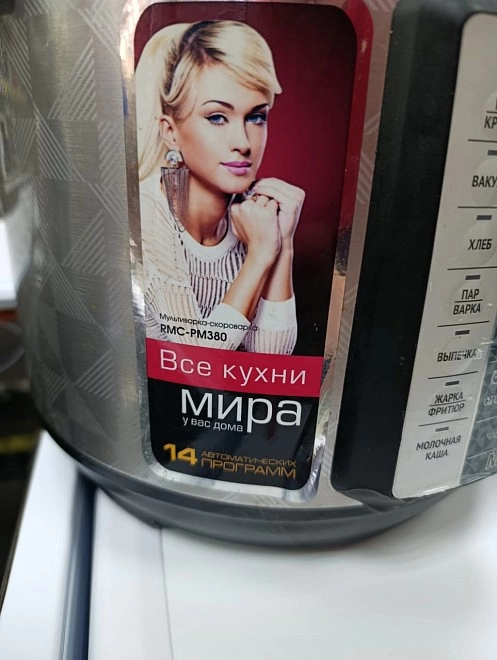 Мультиварка-скороварка
RMC-PM380
Все кухни
мира
у вас дома
14 АВТОМАТИЧЕСКИХ
ПРОГРАММ
ХЛЕБ
ПАР
ВАРКА
ВЫПЕЧКА
ЖАРКА
ФРИТЮР
МОЛОЧНАЯ
КАША